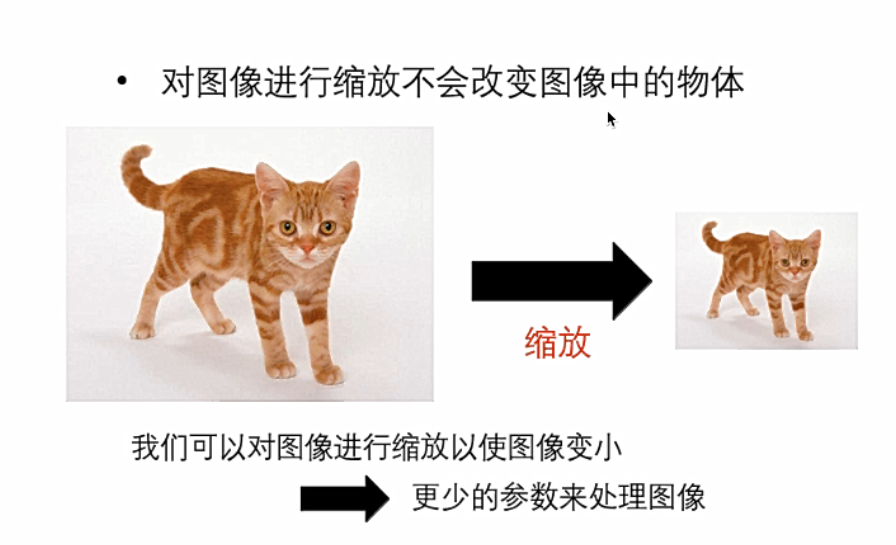 • 对图像进行缩放不会改变图像中的物体
缩放
我们可以对图像进行缩放以使图像变小
更少的参数来处理图像